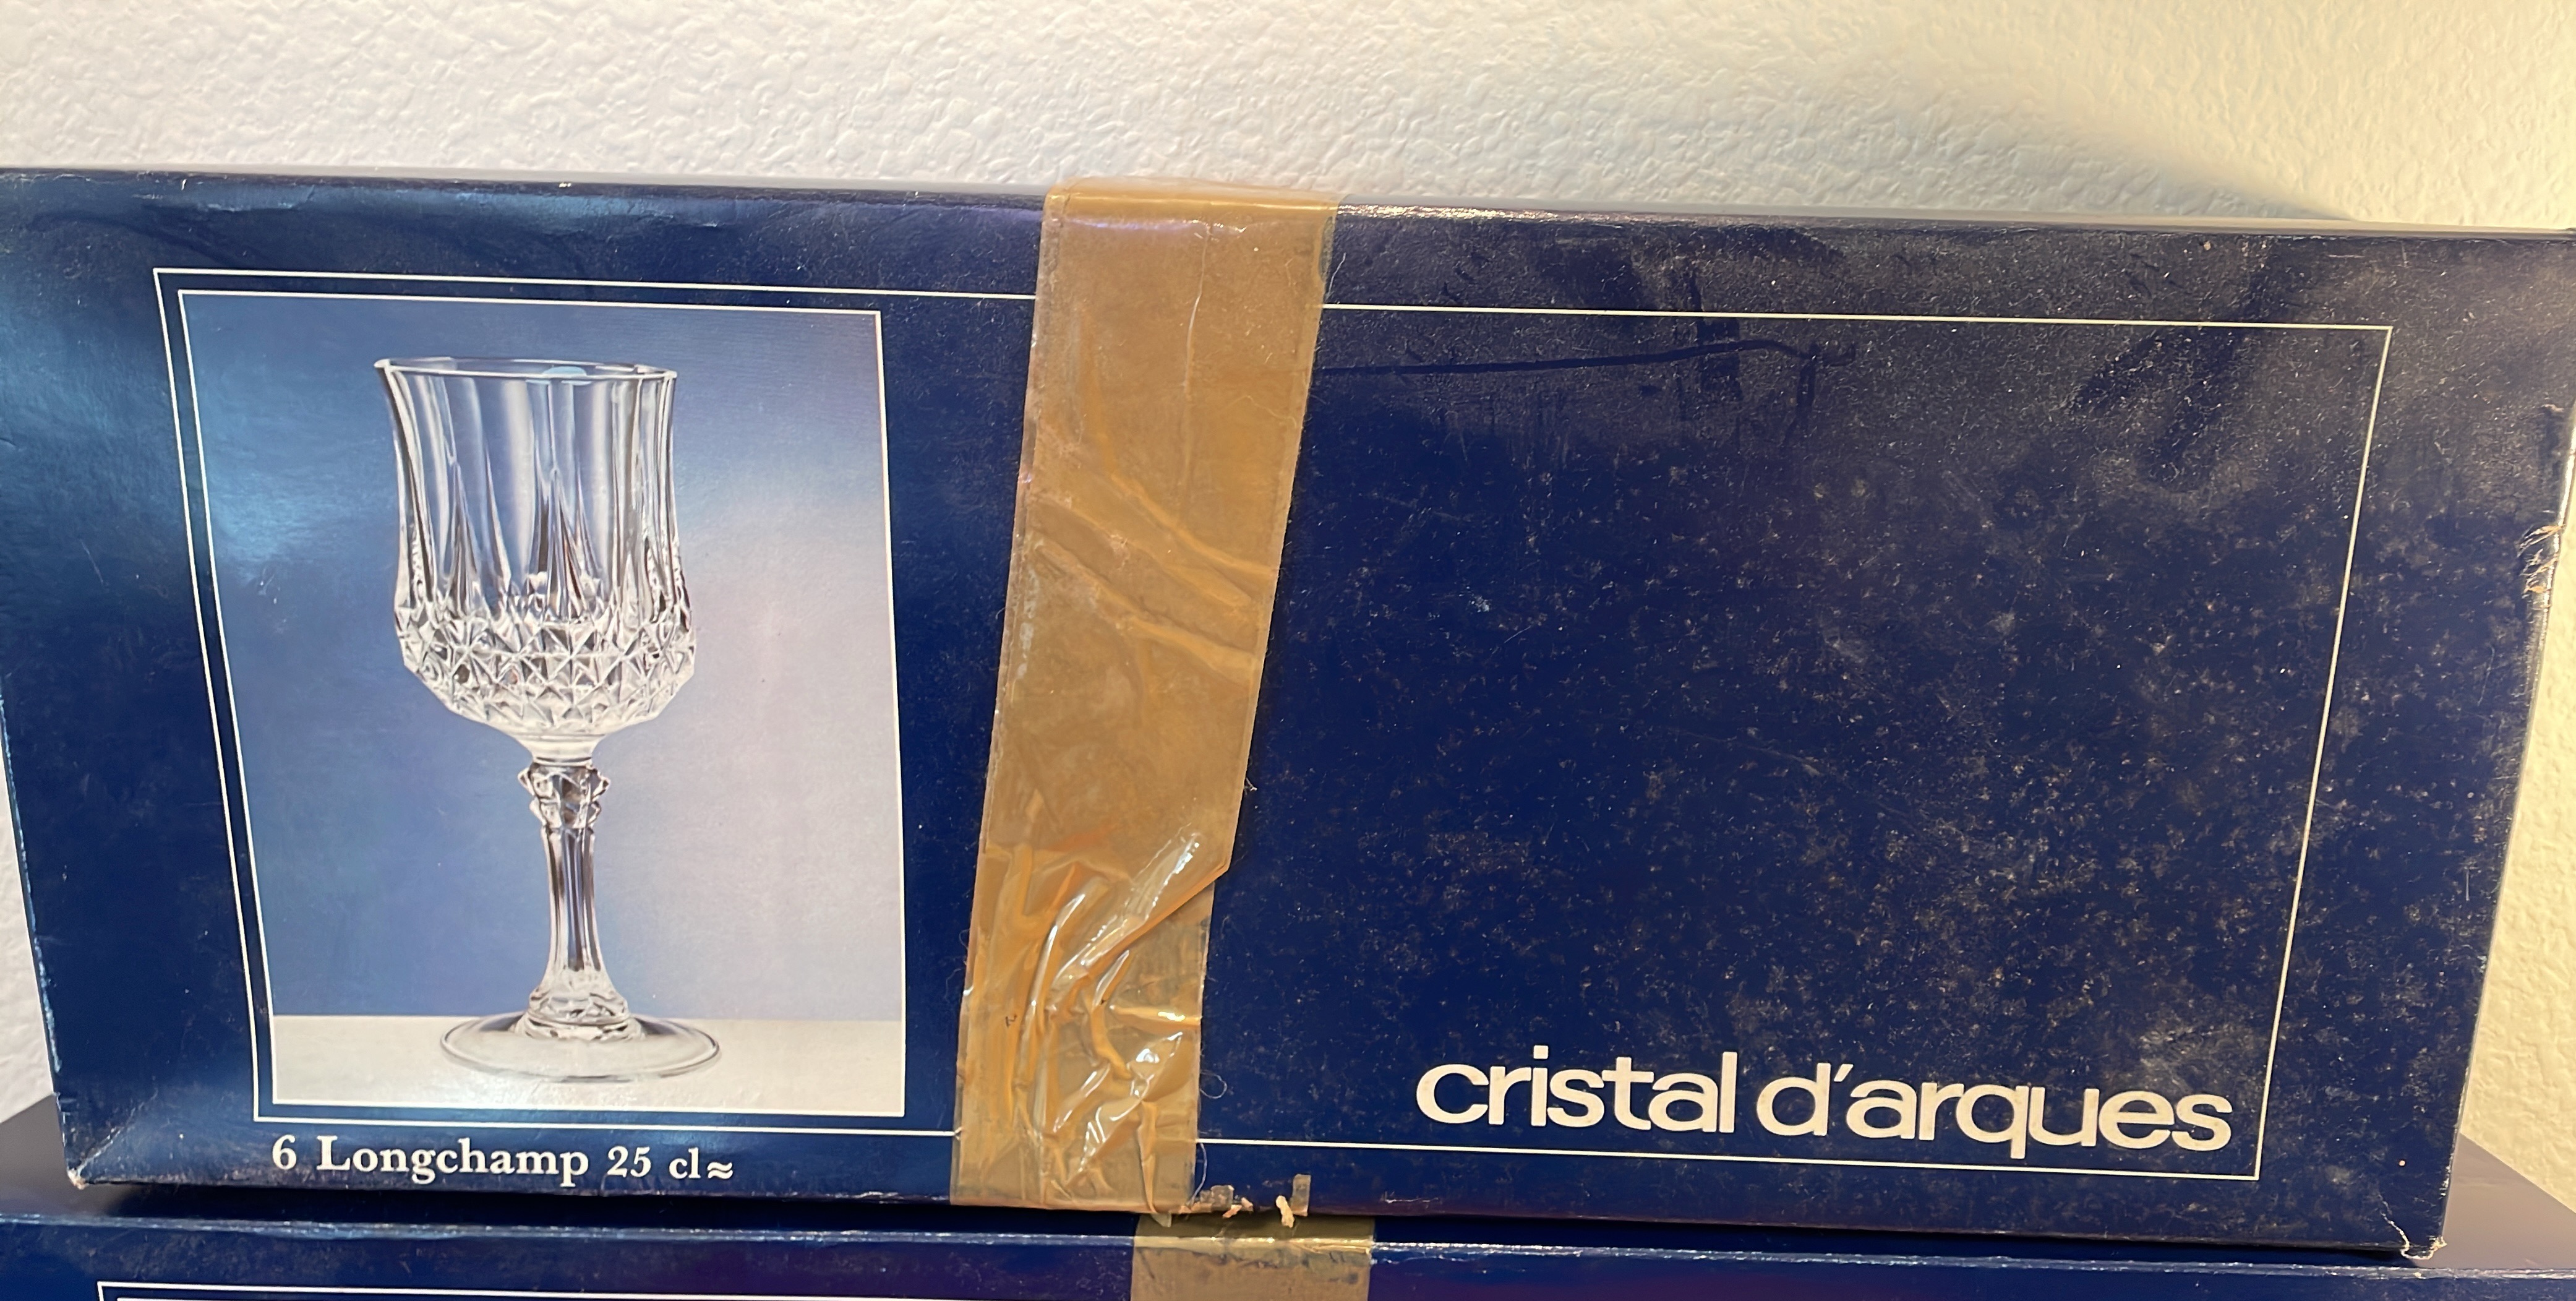 6 Longchamp 25 cl≈
cristal d'arques